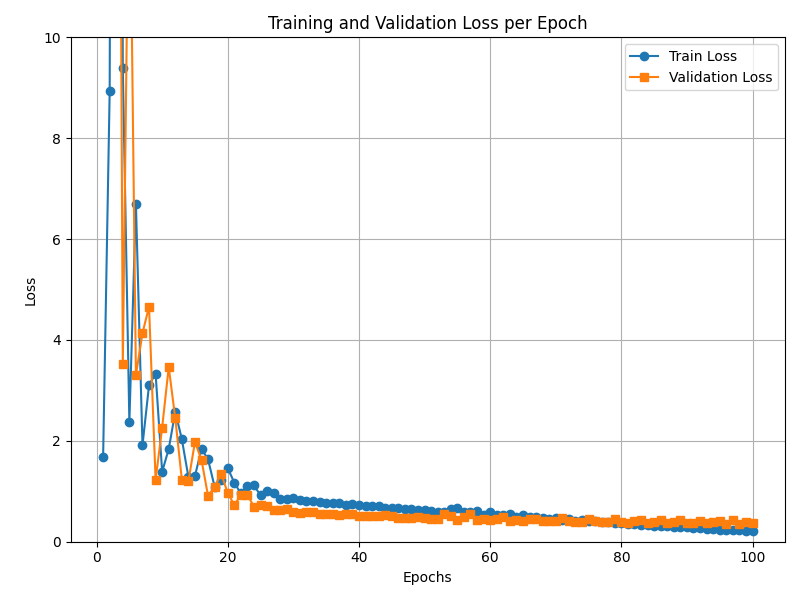 Training and Validation Loss per Epoch
Train Loss
Validation Loss
10
8
6
4
2
0
Loss
0 20 40 60 80 100
Epochs